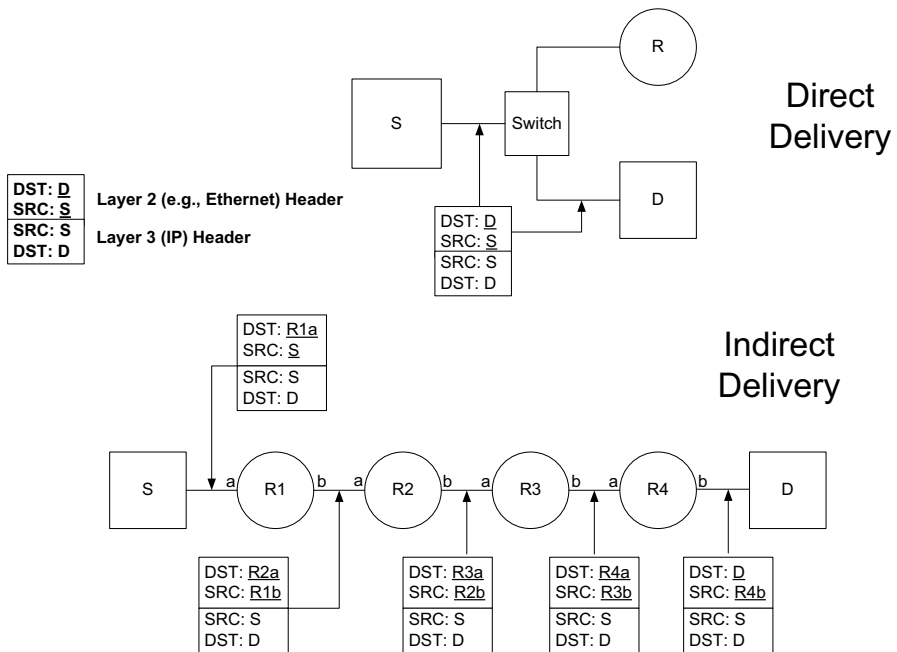 R
Direct
Delivery
S
Switch
D
DST: D
SRC: S
SRC: S
DST: D
Layer 2 (e.g., Ethernet) Header
Layer 3 (IP) Header
DST: D
SRC: S
SRC: S
DST: D
Indirect
Delivery
DST: R1a
SRC: S
SRC: S
DST: D
S
a
R1
b
a
R2
b
a
R3
b
a
R4
b
D
DST: R2a
SRC: R1b
SRC: S
DST: D
DST: R3a
SRC: R2b
SRC: S
DST: D
DST: R4a
SRC: R3b
SRC: S
DST: D
DST: D
SRC: R4b
SRC: S
DST: D